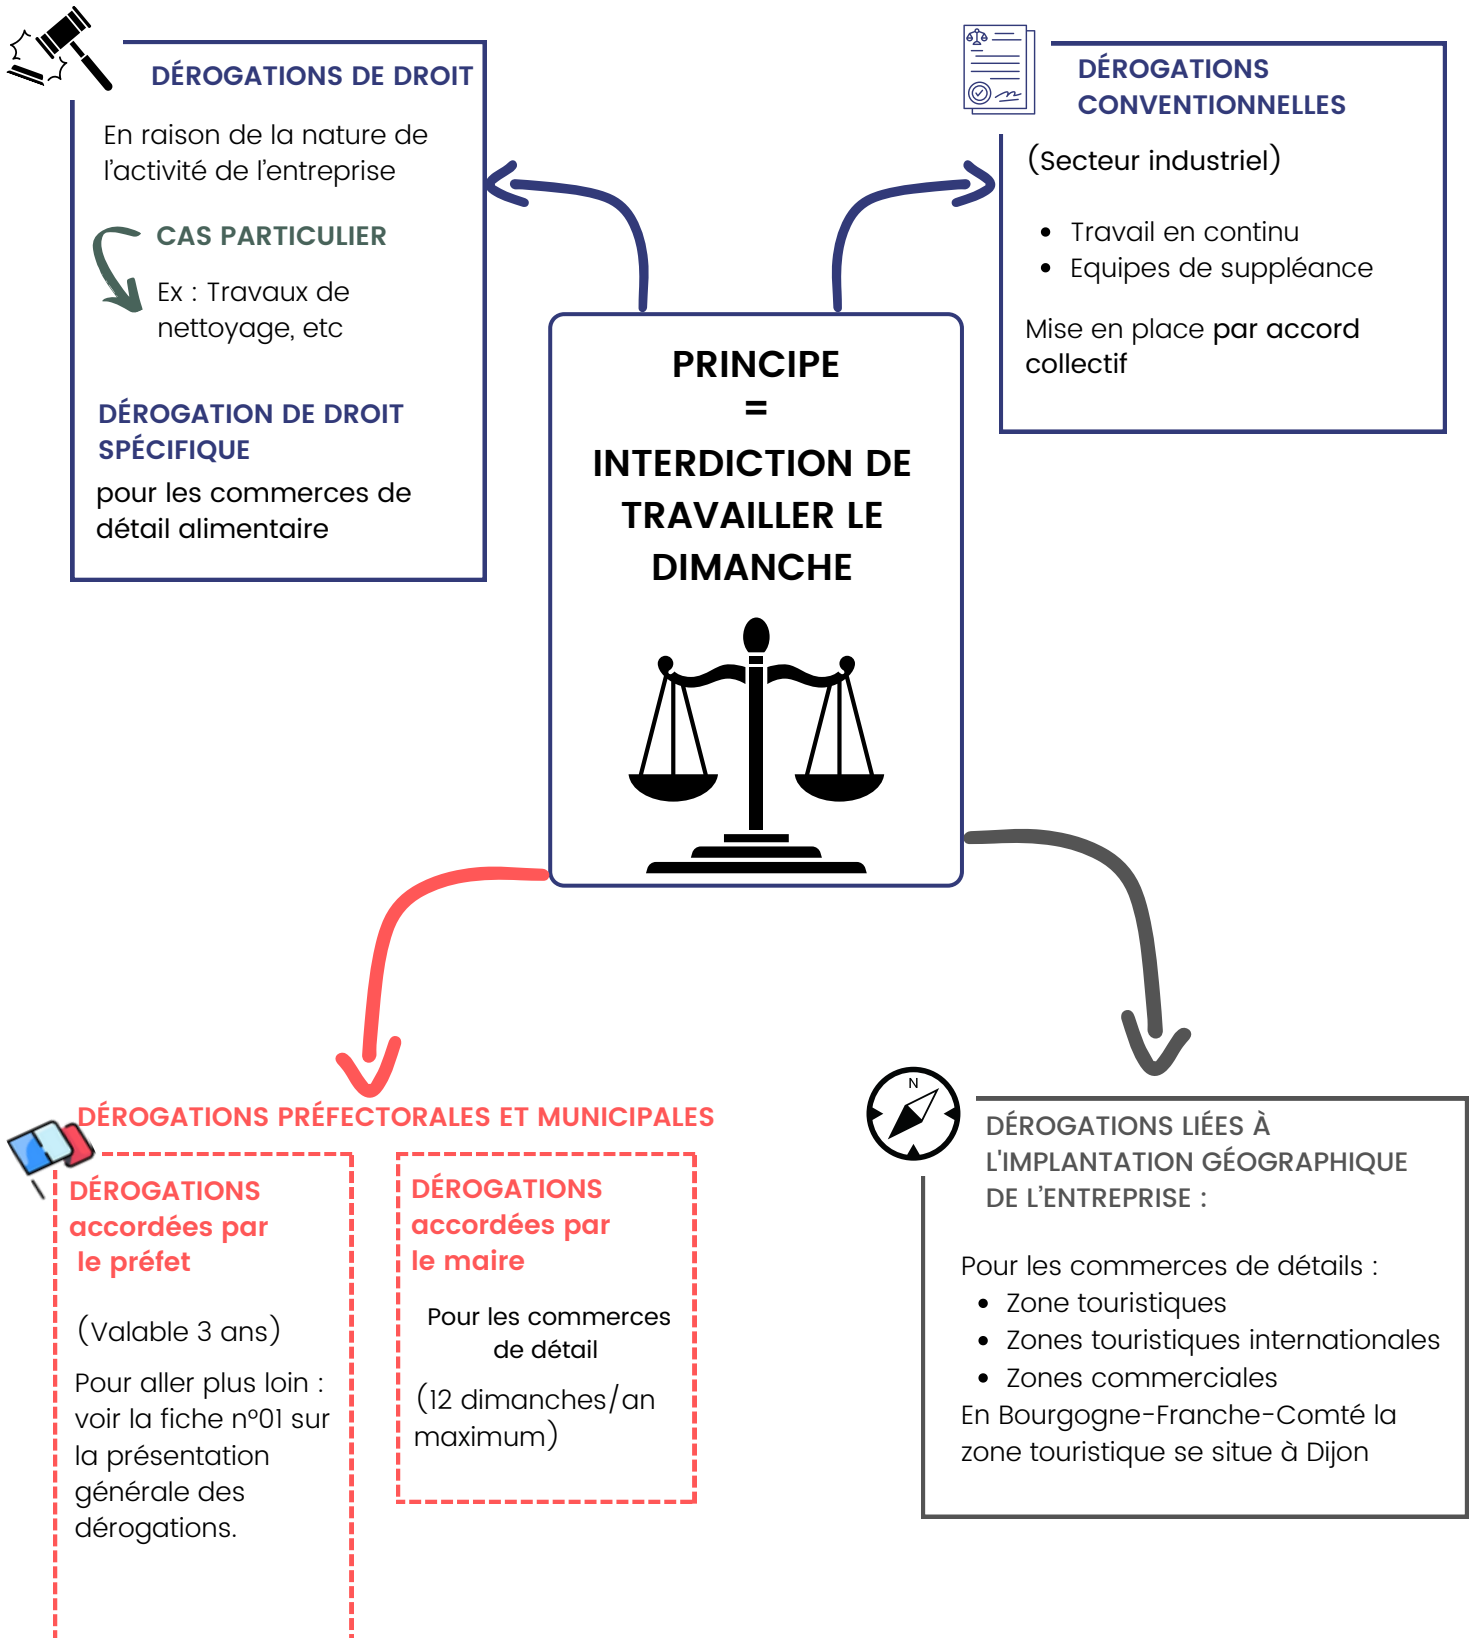 DÉROGATIONS DE DROIT
En raison de la nature de
l’activité de l’entreprise
CAS PARTICULIER
Ex : Travaux de
nettoyage, etc
DÉROGATION DE DROIT
SPÉCIFIQUE
pour les commerces de
détail alimentaire
DÉROGATIONS
CONVENTIONNELLES
(Secteur industriel)
• Travail en continu
• Equipes de suppléance
Mise en place par accord
collectif
PRINCIPE
=
INTERDICTION DE
TRAVAILLER LE
DIMANCHE
DÉROGATIONS PRÉFECTORALES ET MUNICIPALES
DÉROGATIONS
accordées par
le préfet
(Valable 3 ans)
Pour aller plus loin :
voir la fiche n°01 sur
la présentation
générale des
dérogations.
DÉROGATIONS
accordées par
le maire
Pour les commerces
de détail
(12 dimanches/an
maximum)
N
DÉROGATIONS LIÉES À
L'IMPLANTATION GÉOGRAPHIQUE
DE L’ENTREPRISE :
Pour les commerces de détails :
• Zone touristiques
• Zones touristiques internationales
• Zones commerciales
En Bourgogne-Franche-Comté la
zone touristique se situe à Dijon